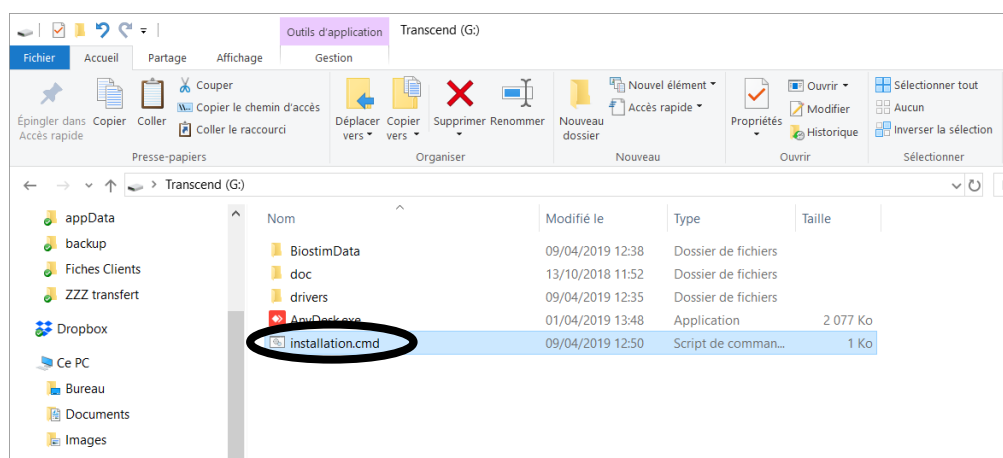 Outils d'application Transcend (G:)
Fichier Accueil Partage Affichage Gestion
Épingler dans Accès rapide
Copier
Coller
Couper
Copier le chemin d'accès
Coller le raccourci
Presse-papiers
Déplacer vers
Copier vers
Supprimer
Renommer
Organiser
Nouveau dossier
Nouvel élément
Accès rapide
Nouveau
Propriétés
Ouvrir
Modifier
Historique
Ouvrir
Sélectionner tout
Aucun
Inverser la sélection
Sélectionner
Transcend (G:)
appData
backup
Fiches Clients
ZZZ transfert
Dropbox
Ce PC
Bureau
Documents
Images
Nom Modifié le Type Taille
BiostimData 09/04/2019 12:38 Dossier de fichiers
doc 13/10/2018 11:52 Dossier de fichiers
drivers 09/04/2019 12:35 Dossier de fichiers
AnyDesk.exe 01/04/2019 13:48 Application 2 077 Ko
installation.cmd 09/04/2019 12:50 Script de comman... 1 Ko